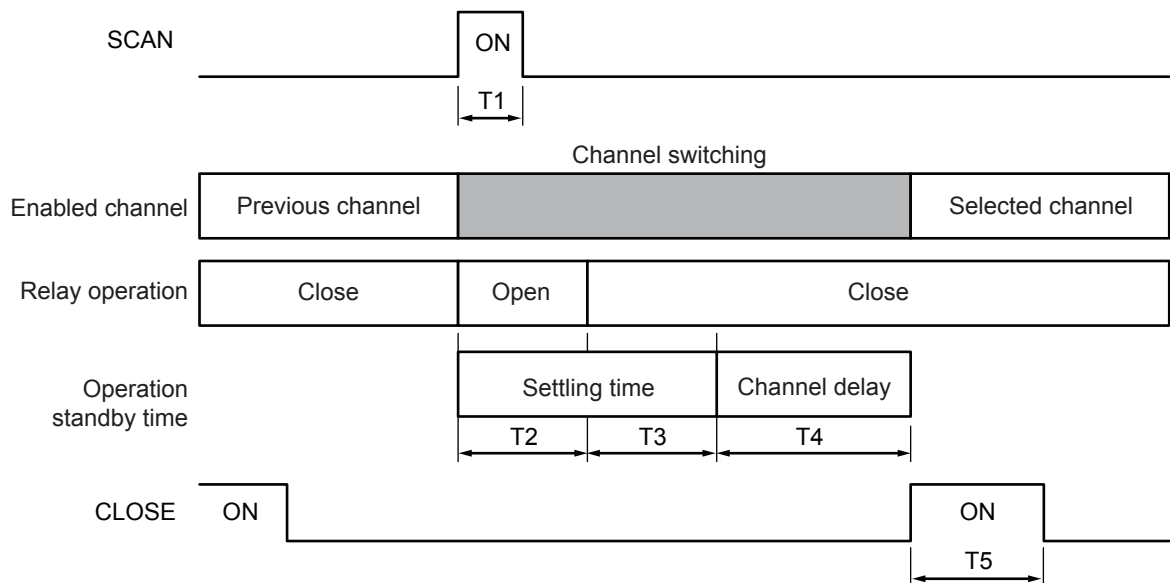 SCAN
ON
T1
Channel switching
Enabled channel
Previous channel
Selected channel
Relay operation
Close
Open
Close
Operation
standby time
Settling time
Channel delay
T2
T3
T4
CLOSE
ON
ON
T5